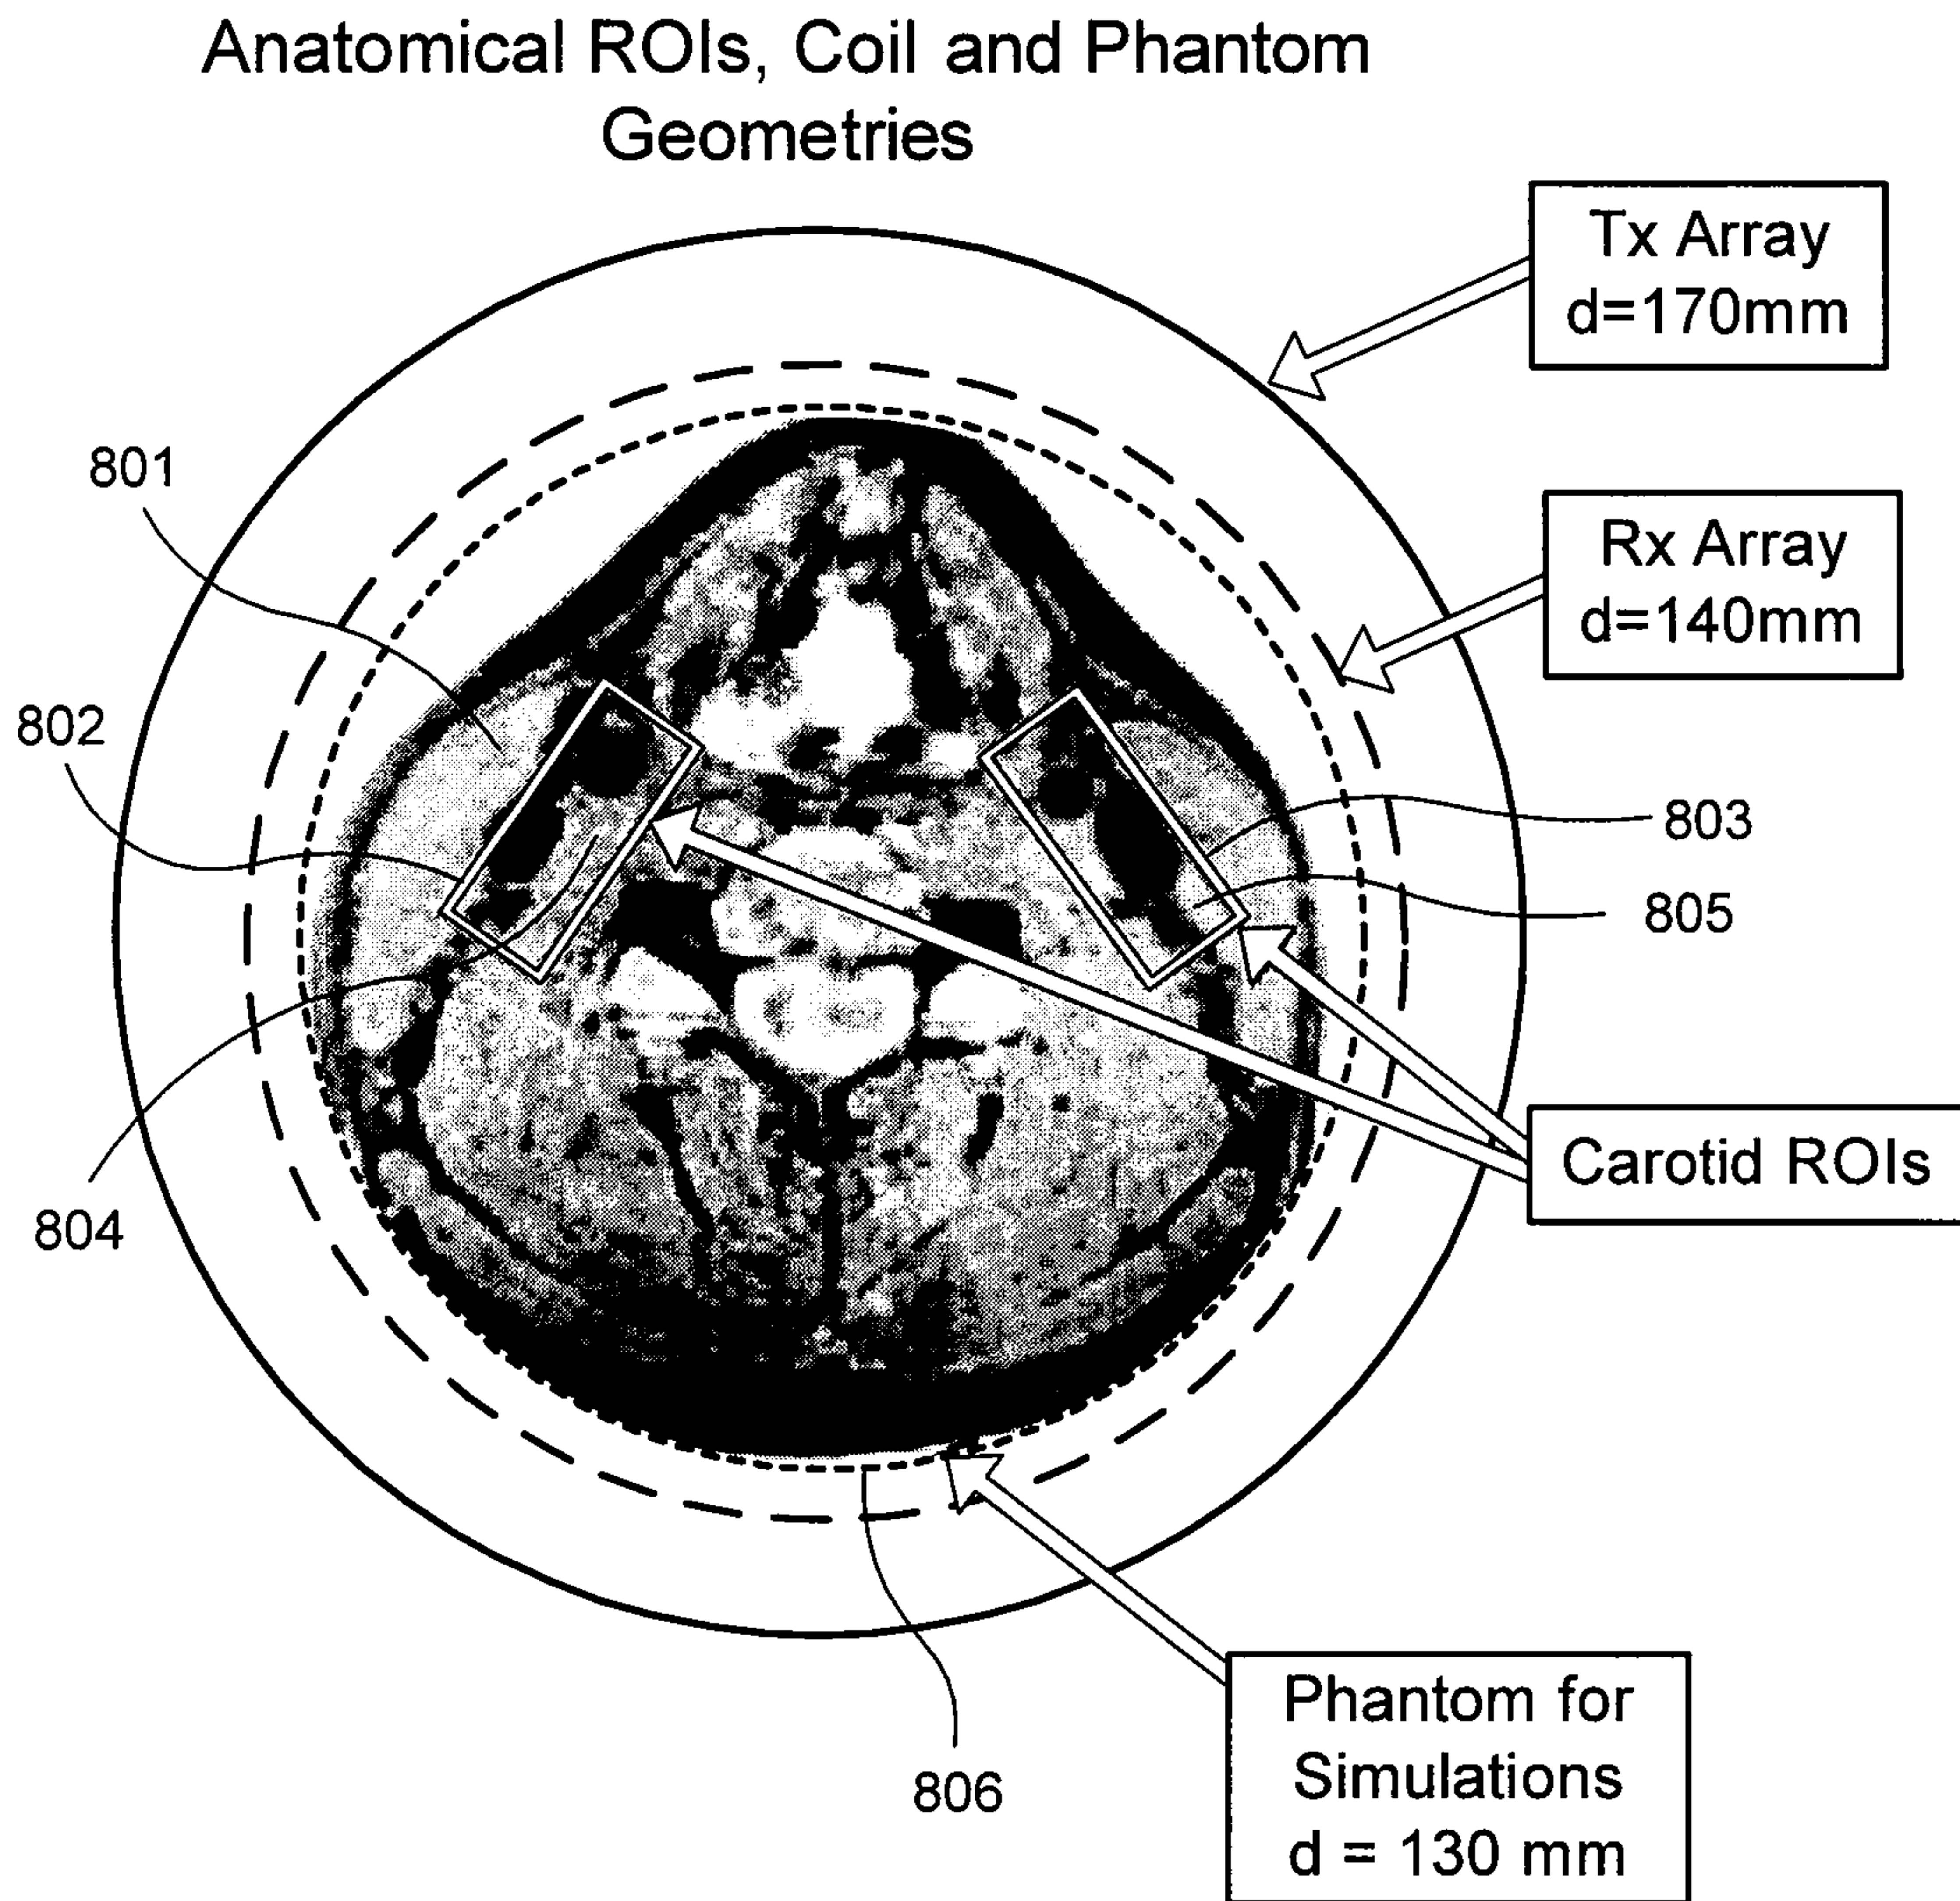 Anatomical ROIs, Coil and Phantom
Geometries
Tx Array
d=170mm
801
Rx Array
d=140mm
802
803
805
Carotid ROIs
804
Phantom for
Simulations
d = 130 mm
806